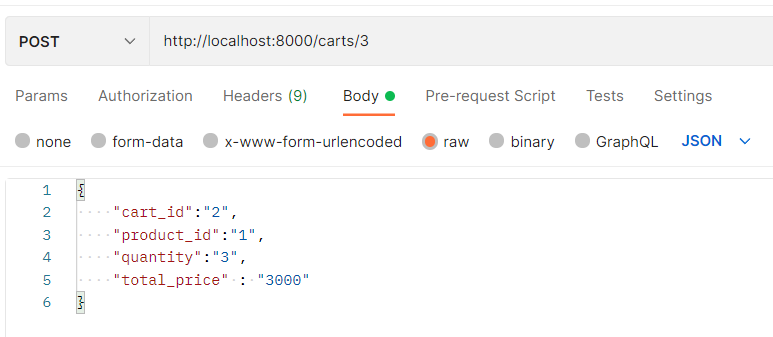 POST http://localhost:8000/carts/3
Params Authorization Headers (9) Body Pre-request Script Tests Settings
none form-data x-www-form-urlencoded raw binary GraphQL JSON
1 {
2 "cart_id":"2",
3 "product_id":"1",
4 "quantity":"3",
5 "total_price" : "3000"
6 }